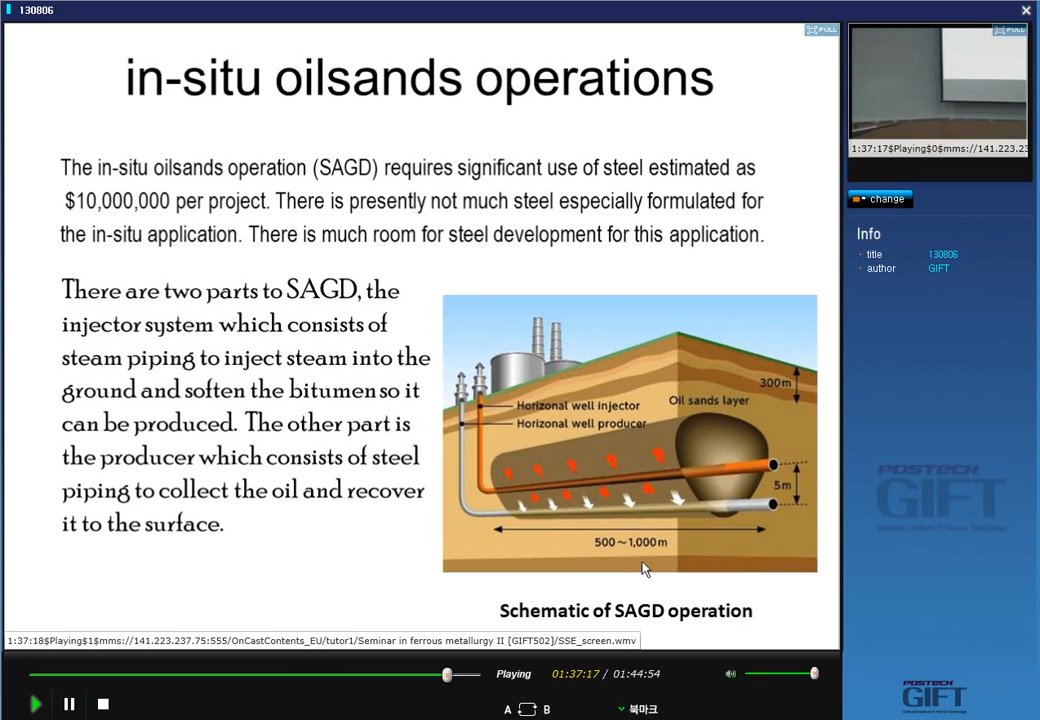 130806
FULL
in-situ oilsands operations
The in-situ oilsands operation (SAGD) requires significant use of steel estimated as
$10,000,000 per project. There is presently not much steel especially formulated for
the in-situ application. There is much room for steel development for this application.
There are two parts to SAGD, the
injector system which consists of
steam piping to inject steam into the
ground and soften the bitumen so it
can be produced. The other part is
the producer which consists of steel
piping to collect the oil and recover
it to the surface.
300m
Oil sands layer
Horizonal well injector
Horizonal well producer
5m
500～1,000m
Schematic of SAGD operation
1:37:18$Playing$1$mms://141.223.237.75:555/OnCastContents_EU/tutor1/Seminar in ferrous metallurgy II [GIFT502]/SSE_screen.wmv
Playing 01:37:17 / 01:44:54
A B 북마크
FULL
1:37:17$Playing$0$mms://141.223.23
change
Info
title 130806
author GIFT
POSTECH
GIFT
Graduate Institute of Ferrous Technology
POSTECH
GIFT